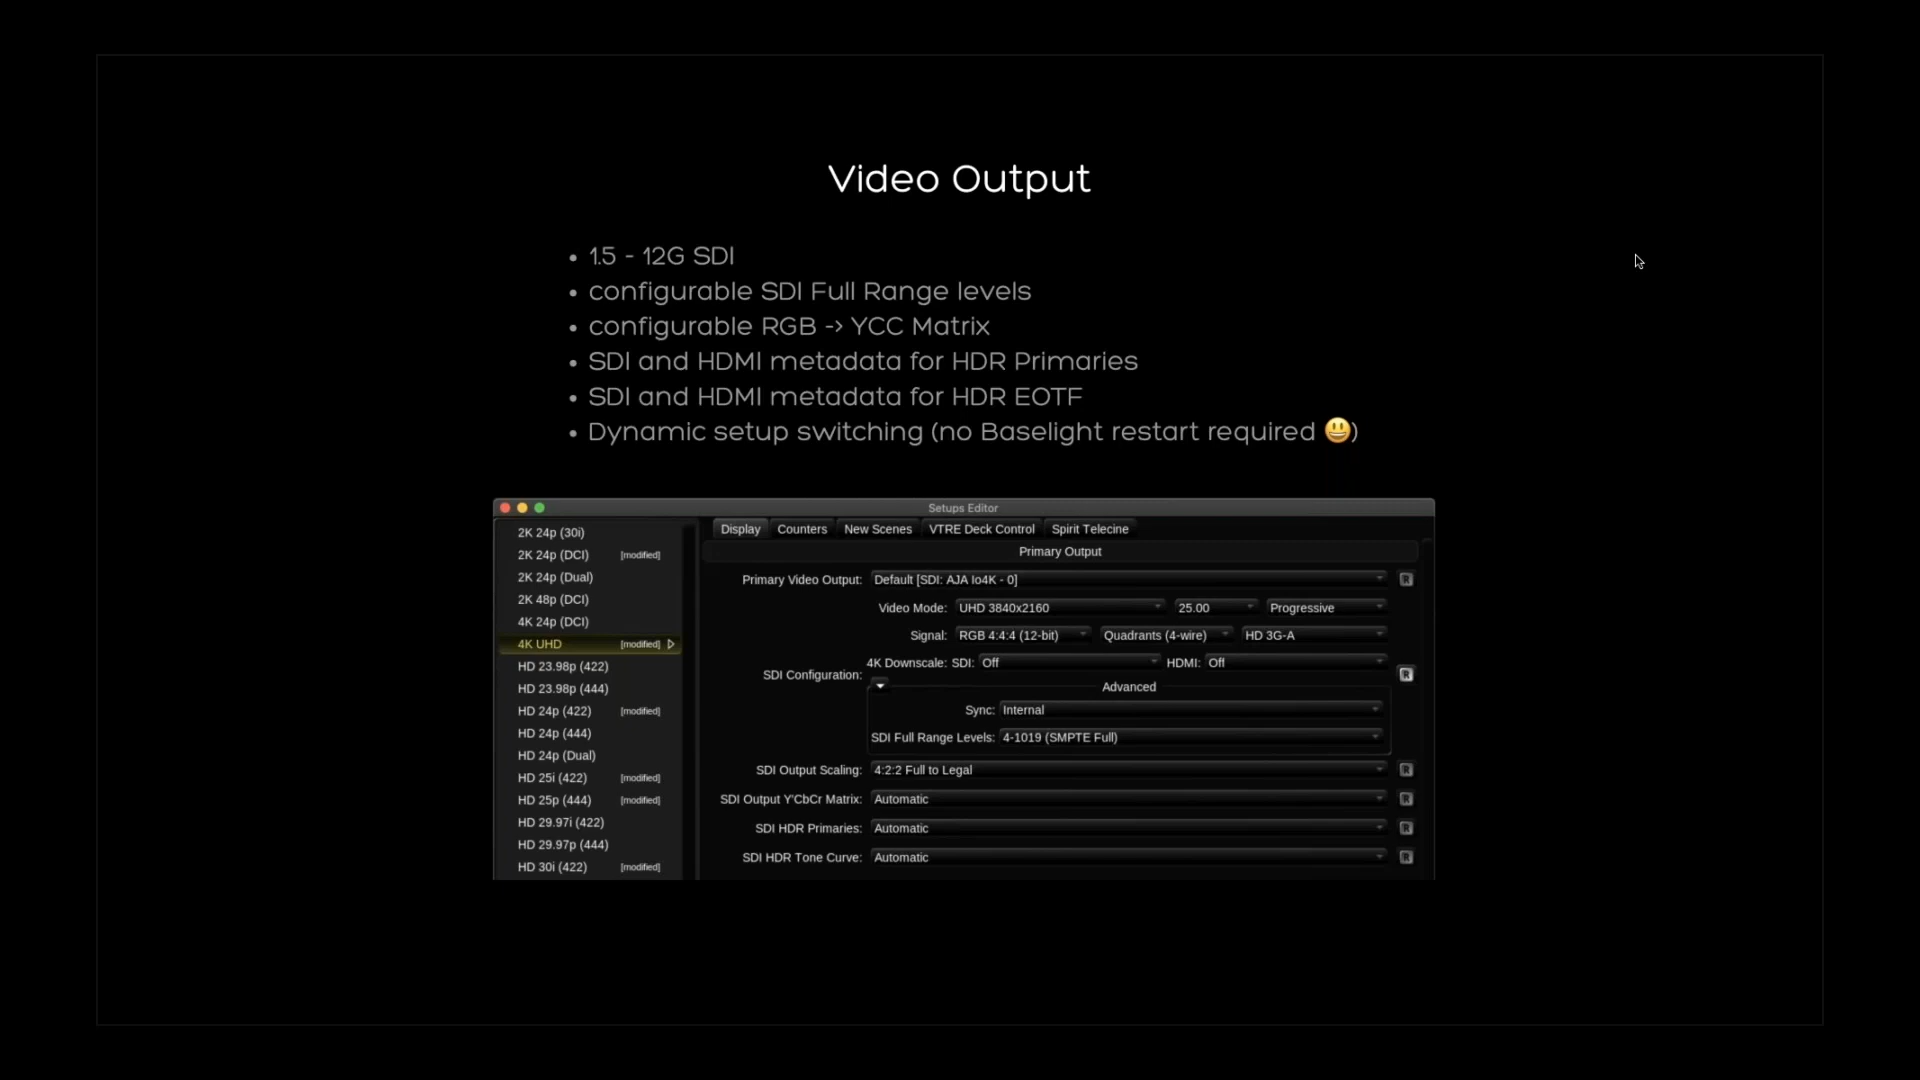 Video Output
• 1.5 - 12G SDI
• configurable SDI Full Range levels
• configurable RGB -> YCC Matrix
• SDI and HDMI metadata for HDR Primaries
• SDI and HDMI metadata for HDR EOTF
• Dynamic setup switching (no Baselight restart required 😃)
Setups Editor
2K 24p (30i)
2K 24p (DCI) [modified]
2K 24p (Dual)
2K 48p (DCI)
4K 24p (DCI)
4K UHD [modified]
HD 23.98p (422)
HD 23.98p (444)
HD 24p (422) [modified]
HD 24p (444)
HD 24p (Dual)
HD 25i (422) [modified]
HD 25p (444) [modified]
HD 29.97i (422)
HD 29.97p (444)
HD 30i (422) [modified]
Display Counters New Scenes VTRE Deck Control Spirit Telecine
Primary Output
Primary Video Output: Default [SDI: AJA Io4K - 0] R
Video Mode: UHD 3840x2160 25.00 Progressive
Signal: RGB 4:4:4 (12-bit) Quadrants (4-wire) HD 3G-A
4K Downscale: SDI: Off HDMI: Off
SDI Configuration: R
Advanced
Sync: Internal
SDI Full Range Levels: 4-1019 (SMPTE Full)
SDI Output Scaling: 4:2:2 Full to Legal R
SDI Output Y'CbCr Matrix: Automatic R
SDI HDR Primaries: Automatic R
SDI HDR Tone Curve: Automatic R